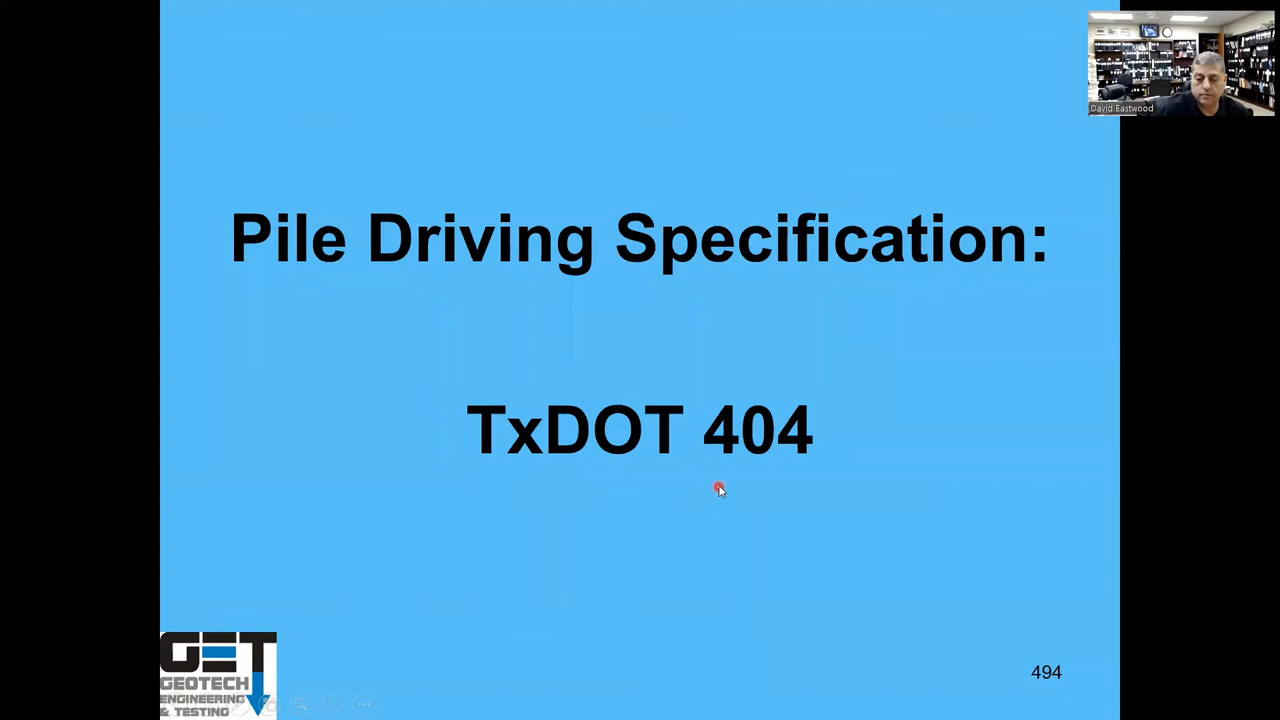 David Eastwood
Pile Driving Specification:
TxDOT 404
GET
GEOTECH
ENGINEERING
& TESTING
494